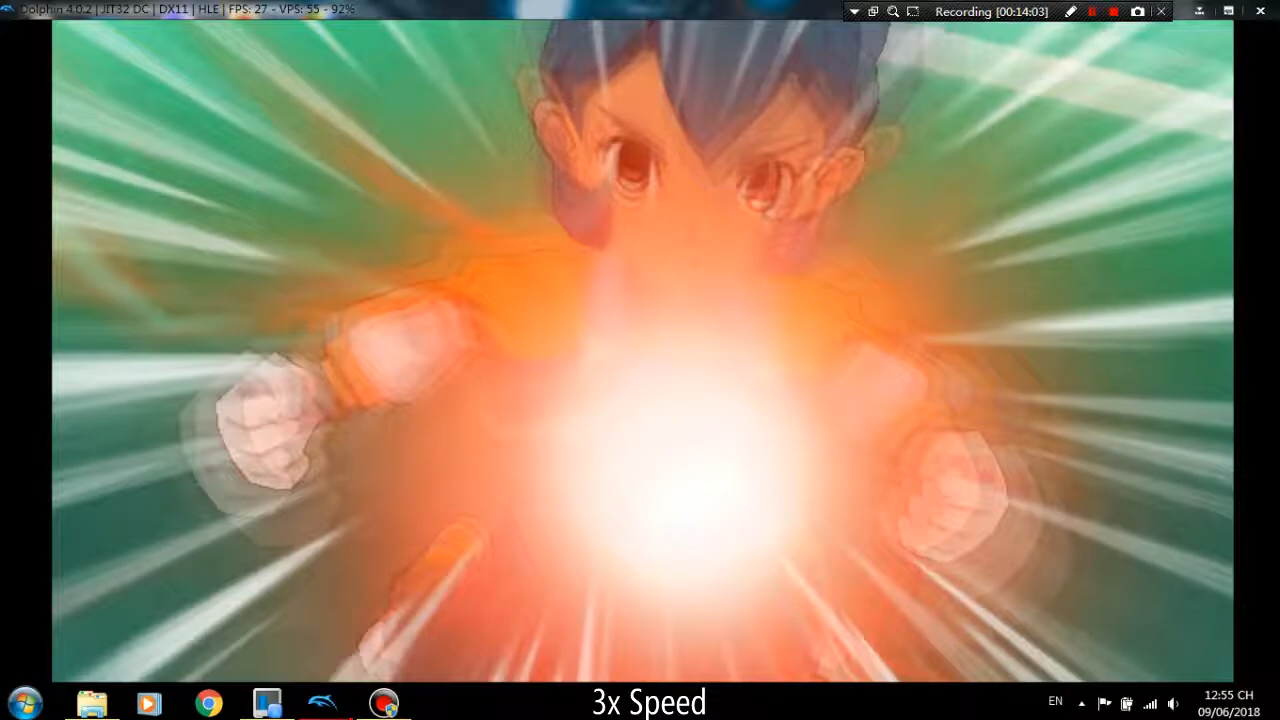 Dolphin 4.0.2 | JIT32 DC | DX11 | HLE | FPS: 27 - VPS: 55 - 92%
Recording [00:14:03]
3x Speed
EN
12:55 CH
09/06/2018